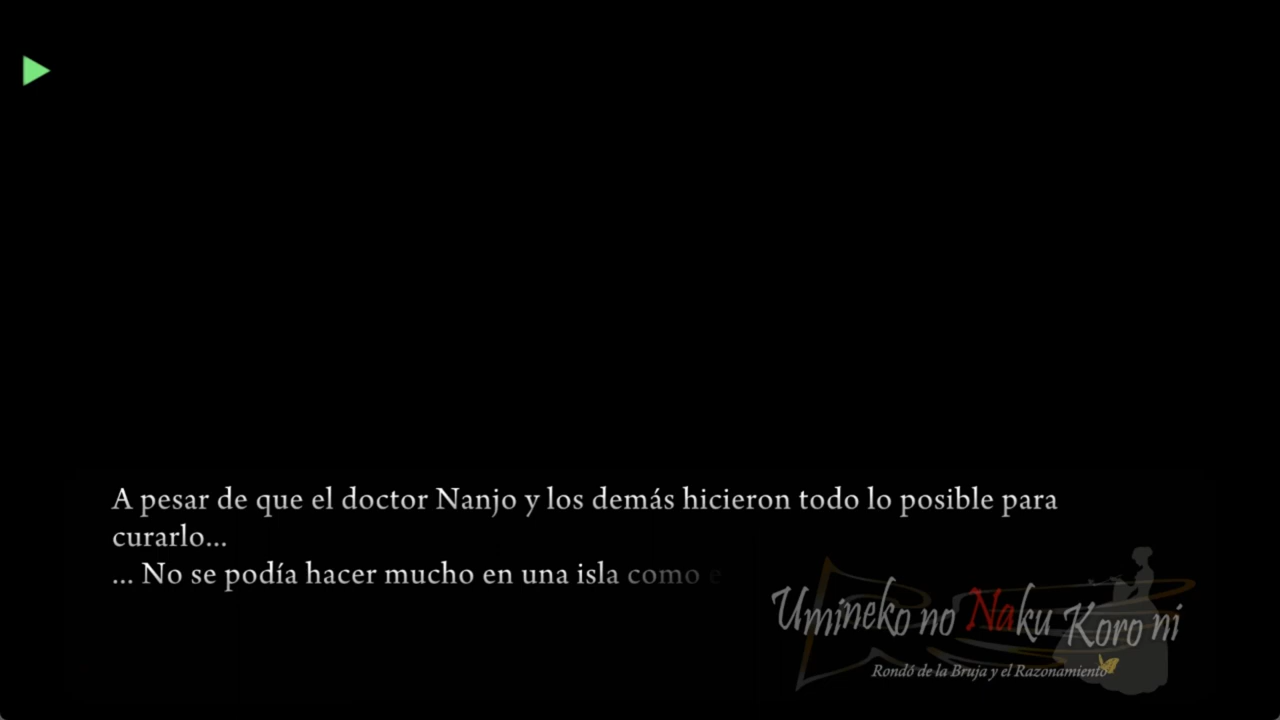 A pesar de que el doctor Nanjo y los demás hicieron todo lo posible para
curarlo...
... No se podía hacer mucho en una isla como e
Umineko no Naku Koro ni
Rondó de la Bruja y el Razonamiento